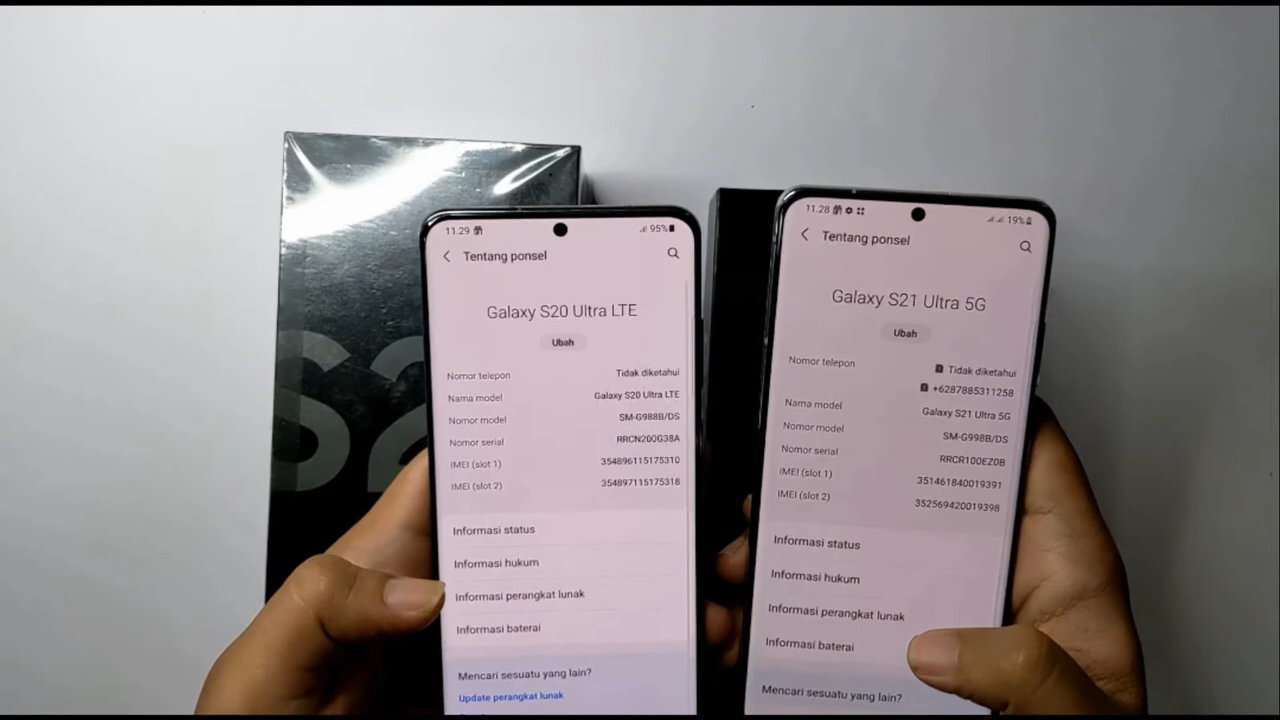 S2
11.29
95%
Tentang ponsel
Galaxy S20 Ultra LTE
Ubah
Nomor telepon Tidak diketahui
Nama model Galaxy S20 Ultra LTE
Nomor model SM-G988B/DS
Nomor serial RRCN200G38A
IMEI (slot 1) 354896115175310
IMEI (slot 2) 354897115175318
Informasi status
Informasi hukum
Informasi perangkat lunak
Informasi baterai
Mencari sesuatu yang lain?
Update perangkat lunak
11.28
19%
Tentang ponsel
Galaxy S21 Ultra 5G
Ubah
Nomor telepon Tidak diketahui
+6287885311258
Nama model Galaxy S21 Ultra 5G
Nomor model SM-G998B/DS
Nomor serial RRCR100EZ0B
IMEI (slot 1) 351461840019391
IMEI (slot 2) 352569420019398
Informasi status
Informasi hukum
Informasi perangkat lunak
Informasi baterai
Mencari sesuatu yang lain?